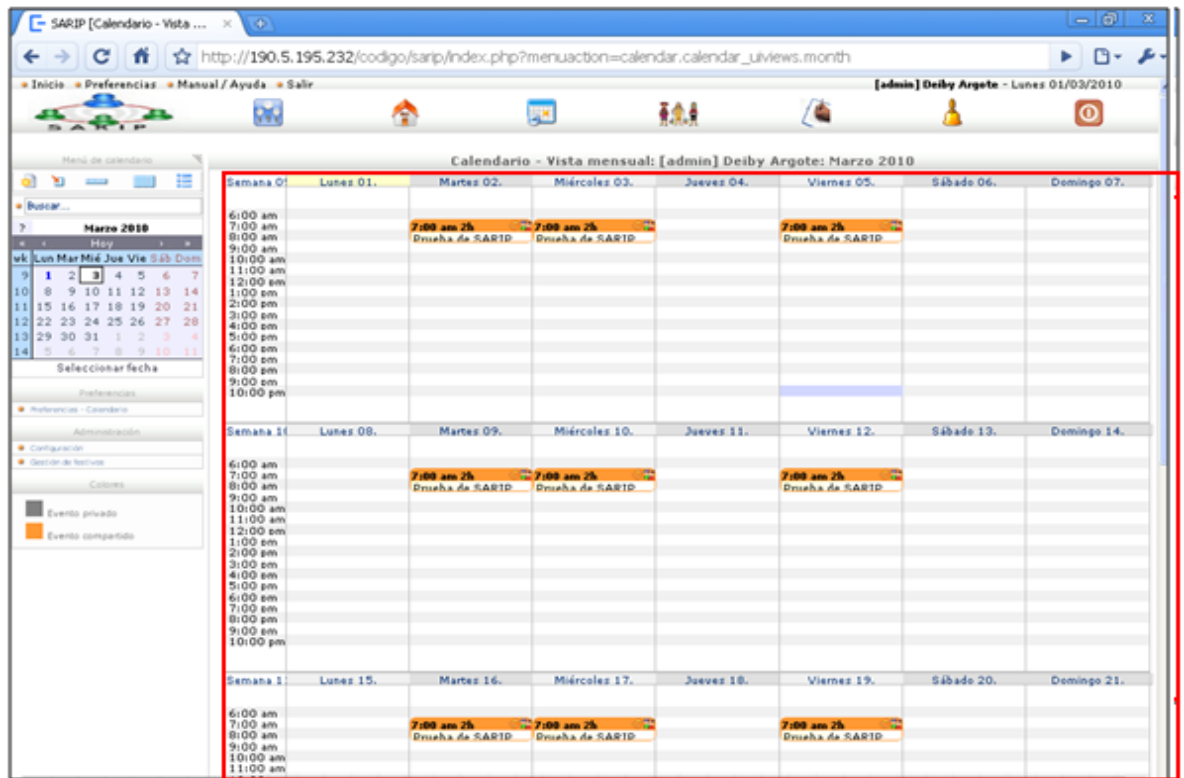 SARIP [Calendario - Vista ...
http://190.5.195.232/codigo/sarip/index.php?menuaction=calendar.calendar_uiviews.month
Inicio Preferencias Manual / Ayuda Salir
[admin] Deiby Argote - Lunes 01/03/2010
SARIP
Menú de calendario
Calendario - Vista mensual: [admin] Deiby Argote: Marzo 2010
Buscar...
? Marzo 2010
« ‹ Hoy › »
wk Lun Mar Mié Jue Vie Sáb Dom
9 1 2 3 4 5 6 7
10 8 9 10 11 12 13 14
11 15 16 17 18 19 20 21
12 22 23 24 25 26 27 28
13 29 30 31 1 2 3 4
14 5 6 7 8 9 10 11
Seleccionar fecha
Preferencias
Preferencias - Calendario
Administración
Configuración
Gestión de festivos
Colores
Evento privado
Evento compartido
Semana 09 Lunes 01. Martes 02. Miércoles 03. Jueves 04. Viernes 05. Sábado 06. Domingo 07.
6:00 am
7:00 am 7:00 am 2h 7:00 am 2h 7:00 am 2h
8:00 am Prueba de SARIP Prueba de SARIP Prueba de SARIP
9:00 am
10:00 am
11:00 am
12:00 pm
1:00 pm
2:00 pm
3:00 pm
4:00 pm
5:00 pm
6:00 pm
7:00 pm
8:00 pm
9:00 pm
10:00 pm
Semana 10 Lunes 08. Martes 09. Miércoles 10. Jueves 11. Viernes 12. Sábado 13. Domingo 14.
6:00 am
7:00 am 7:00 am 2h 7:00 am 2h 7:00 am 2h
8:00 am Prueba de SARIP Prueba de SARIP Prueba de SARIP
9:00 am
10:00 am
11:00 am
12:00 pm
1:00 pm
2:00 pm
3:00 pm
4:00 pm
5:00 pm
6:00 pm
7:00 pm
8:00 pm
9:00 pm
10:00 pm
Semana 1 Lunes 15. Martes 16. Miércoles 17. Jueves 18. Viernes 19. Sábado 20. Domingo 21.
6:00 am
7:00 am 7:00 am 2h 7:00 am 2h 7:00 am 2h
8:00 am Prueba de SARIP Prueba de SARIP Prueba de SARIP
9:00 am
10:00 am
11:00 am